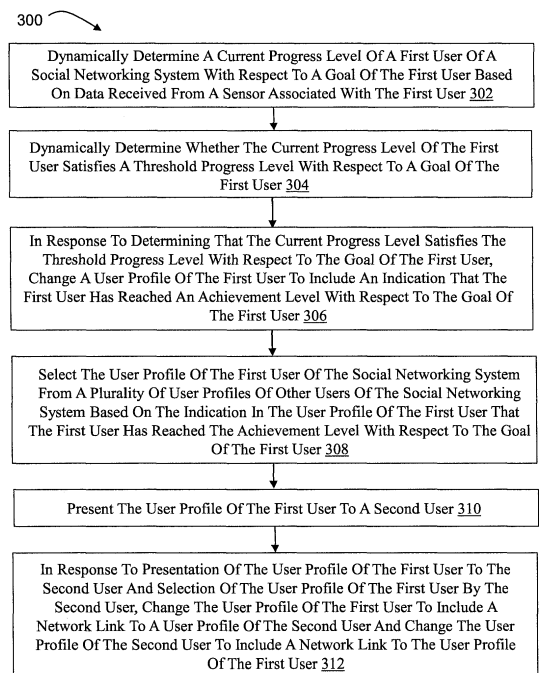 300
Dynamically Determine A Current Progress Level Of A First User Of A
Social Networking System With Respect To A Goal Of The First User Based
On Data Received From A Sensor Associated With The First User 302
Dynamically Determine Whether The Current Progress Level Of The First
User Satisfies A Threshold Progress Level With Respect To A Goal Of The
First User 304
In Response To Determining That The Current Progress Level Satisfies The
Threshold Progress Level With Respect To The Goal Of The First User,
Change A User Profile Of The First User To Include An Indication That The
First User Has Reached An Achievement Level With Respect To The Goal Of
The First User 306
Select The User Profile Of The First User Of The Social Networking System
From A Plurality Of User Profiles Of Other Users Of The Social Networking
System Based On The Indication In The User Profile Of The First User That
The First User Has Reached The Achievement Level With Respect To The Goal
Of The First User 308
Present The User Profile Of The First User To A Second User 310
In Response To Presentation Of The User Profile Of The First User To The
Second User And Selection Of The User Profile Of The First User By The
Second User, Change The User Profile Of The First User To Include A
Network Link To A User Profile Of The Second User And Change The User
Profile Of The Second User To Include A Network Link To The User Profile
Of The First User 312